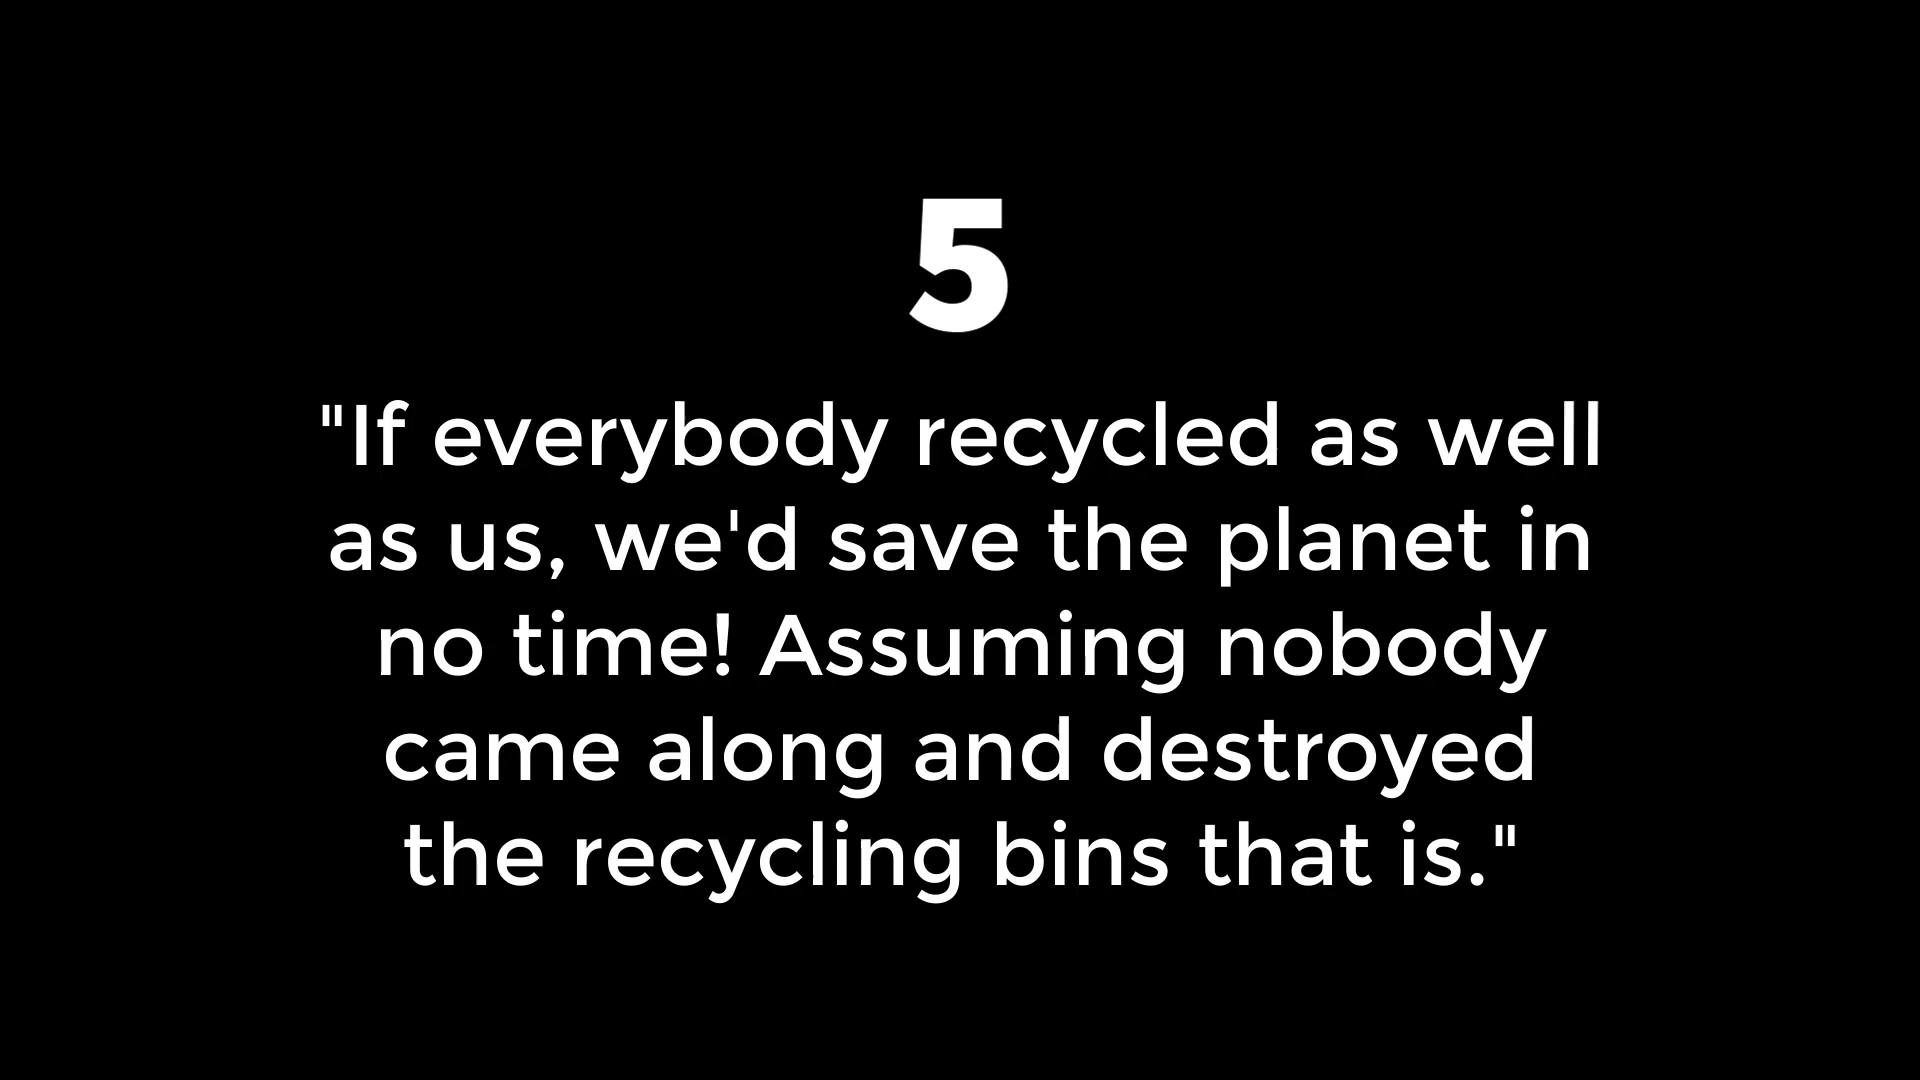 5
"If everybody recycled as well
as us, we'd save the planet in
no time! Assuming nobody
came along and destroyed
the recycling bins that is."